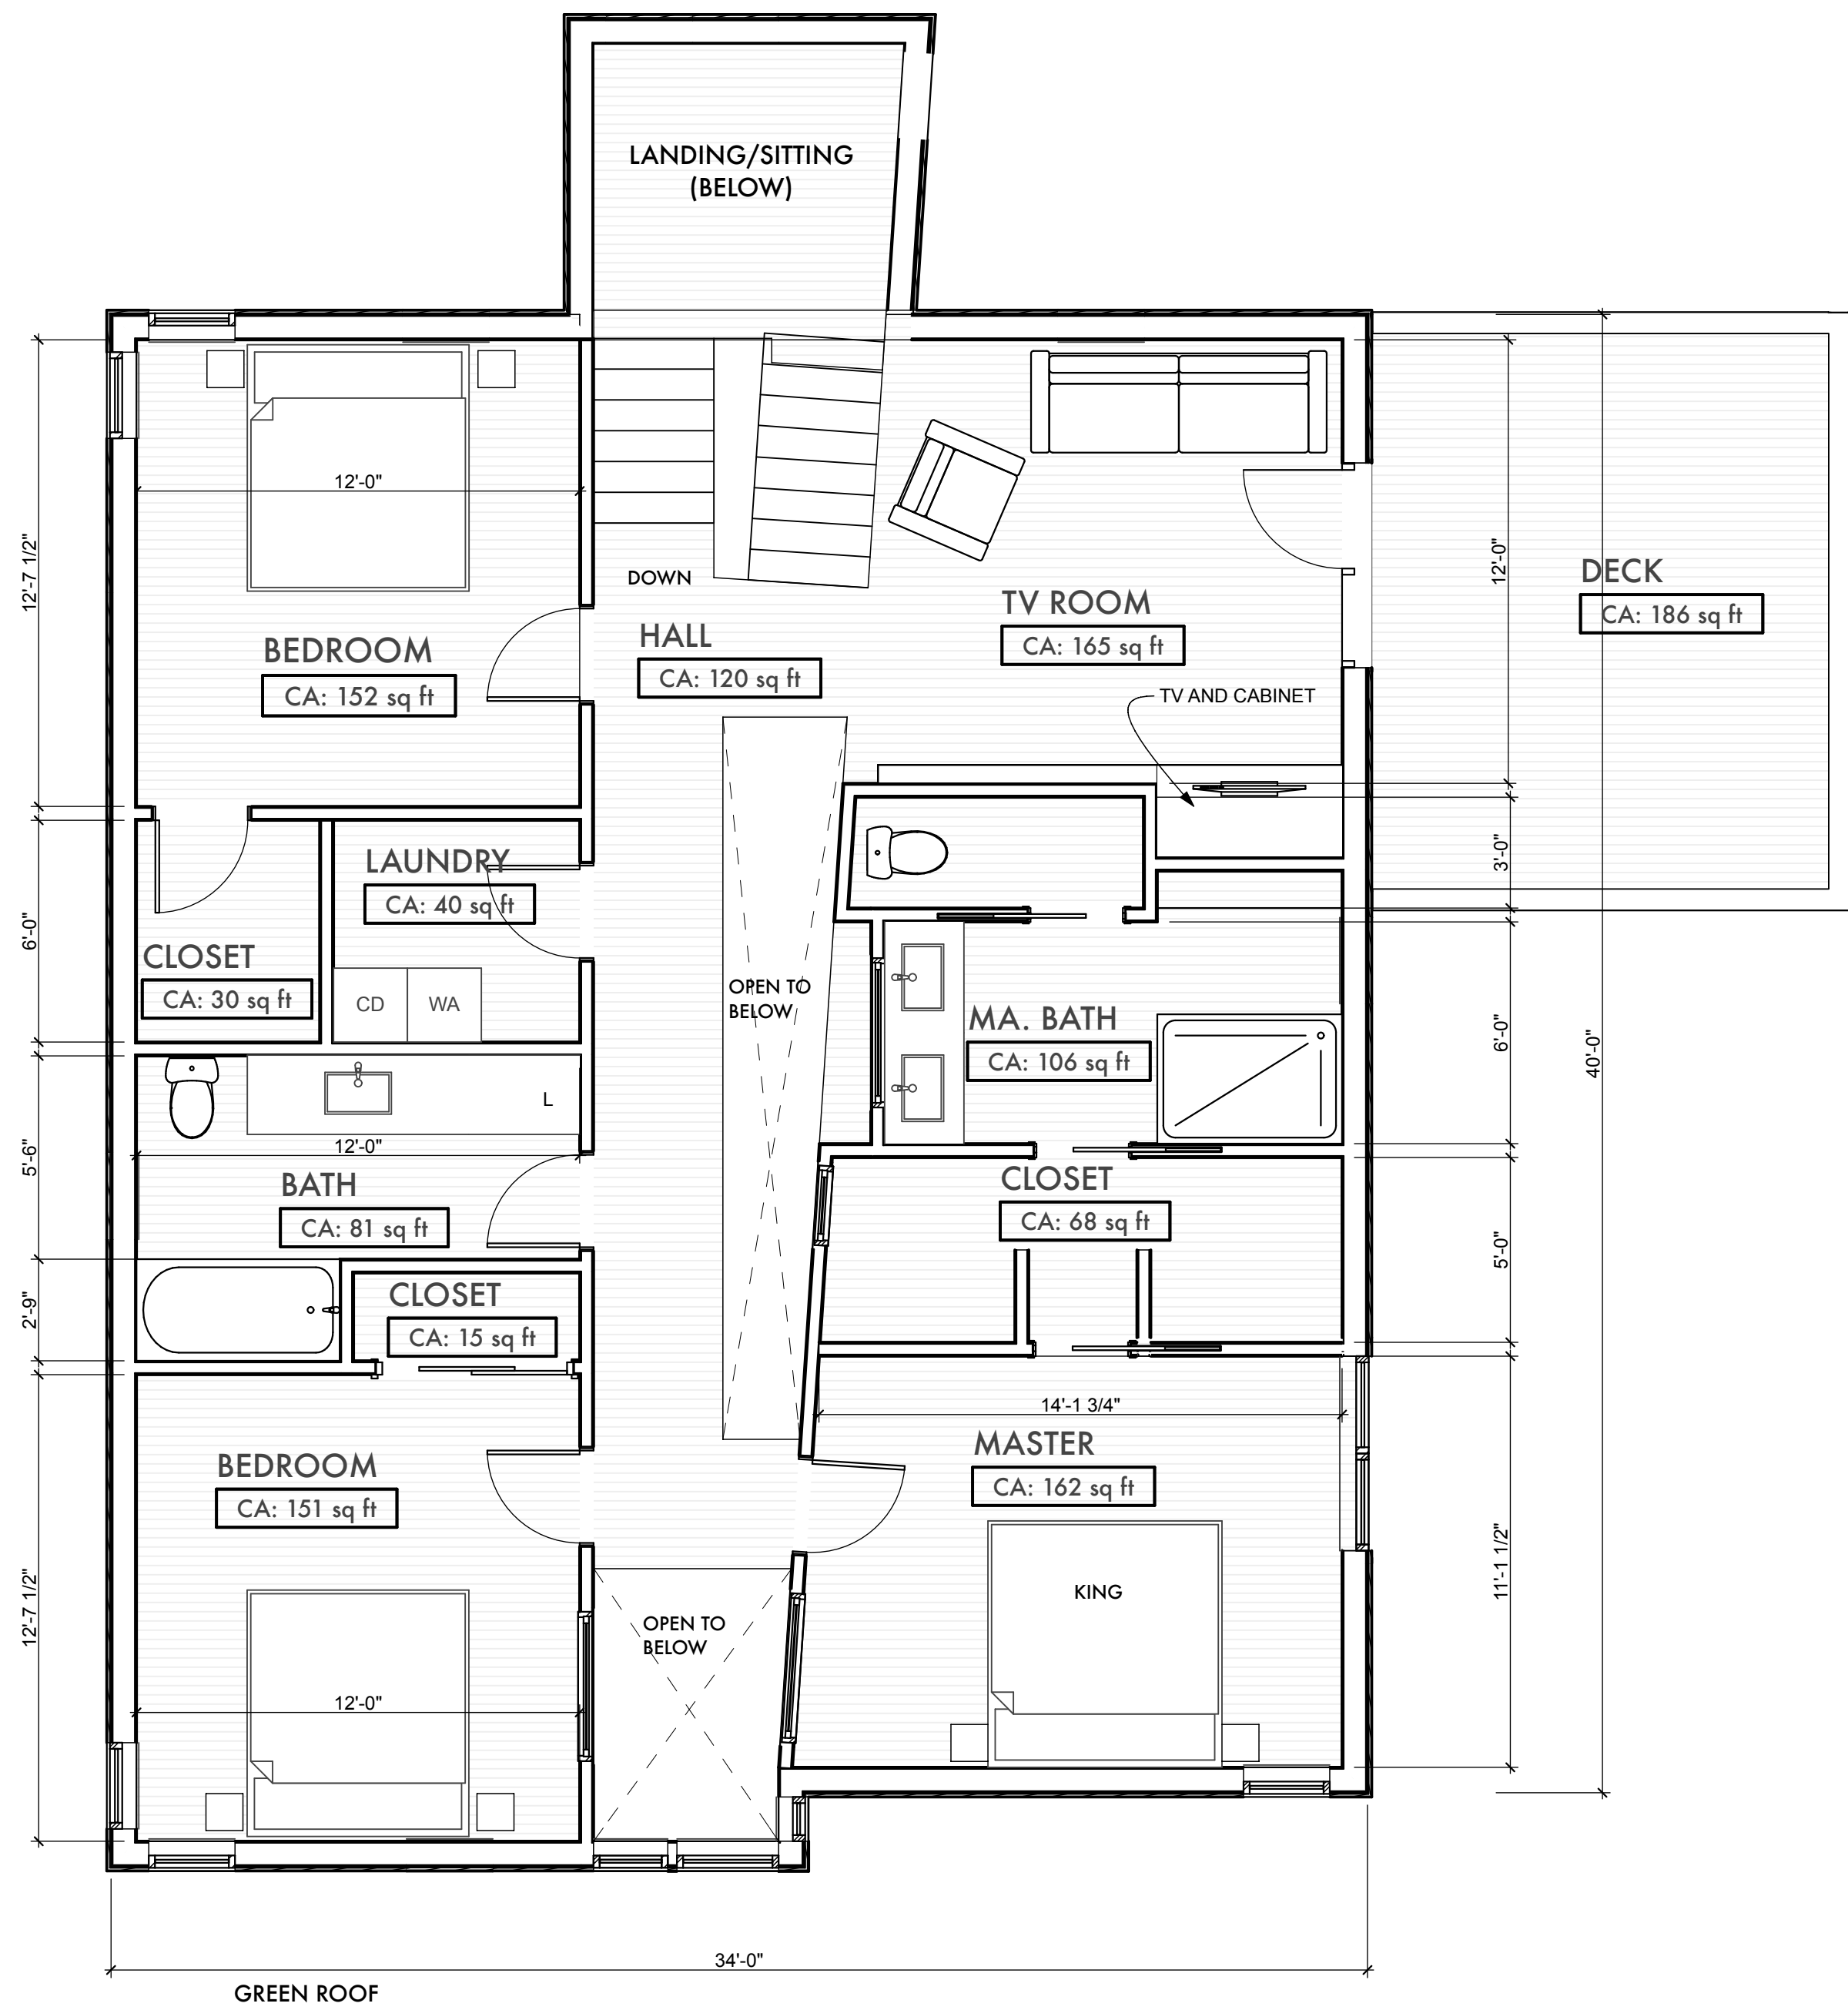 LANDING/SITTING
(BELOW)
12'-0"
12'-7 1/2"
BEDROOM
CA: 152 sq ft
DOWN
HALL
CA: 120 sq ft
TV ROOM
CA: 165 sq ft
TV AND CABINET
12'-0"
DECK
CA: 186 sq ft
LAUNDRY
CA: 40 sq ft
3'-0"
6'-0"
CLOSET
CA: 30 sq ft
CD
WA
OPEN TO
BELOW
MA. BATH
CA: 106 sq ft
6'-0"
40'-0"
L
12'-0"
5'-6"
BATH
CA: 81 sq ft
CLOSET
CA: 68 sq ft
5'-0"
2'-9"
CLOSET
CA: 15 sq ft
14'-1 3/4"
MASTER
CA: 162 sq ft
BEDROOM
CA: 151 sq ft
11'-1 1/2"
KING
12'-7 1/2"
OPEN TO
BELOW
12'-0"
34'-0"
GREEN ROOF